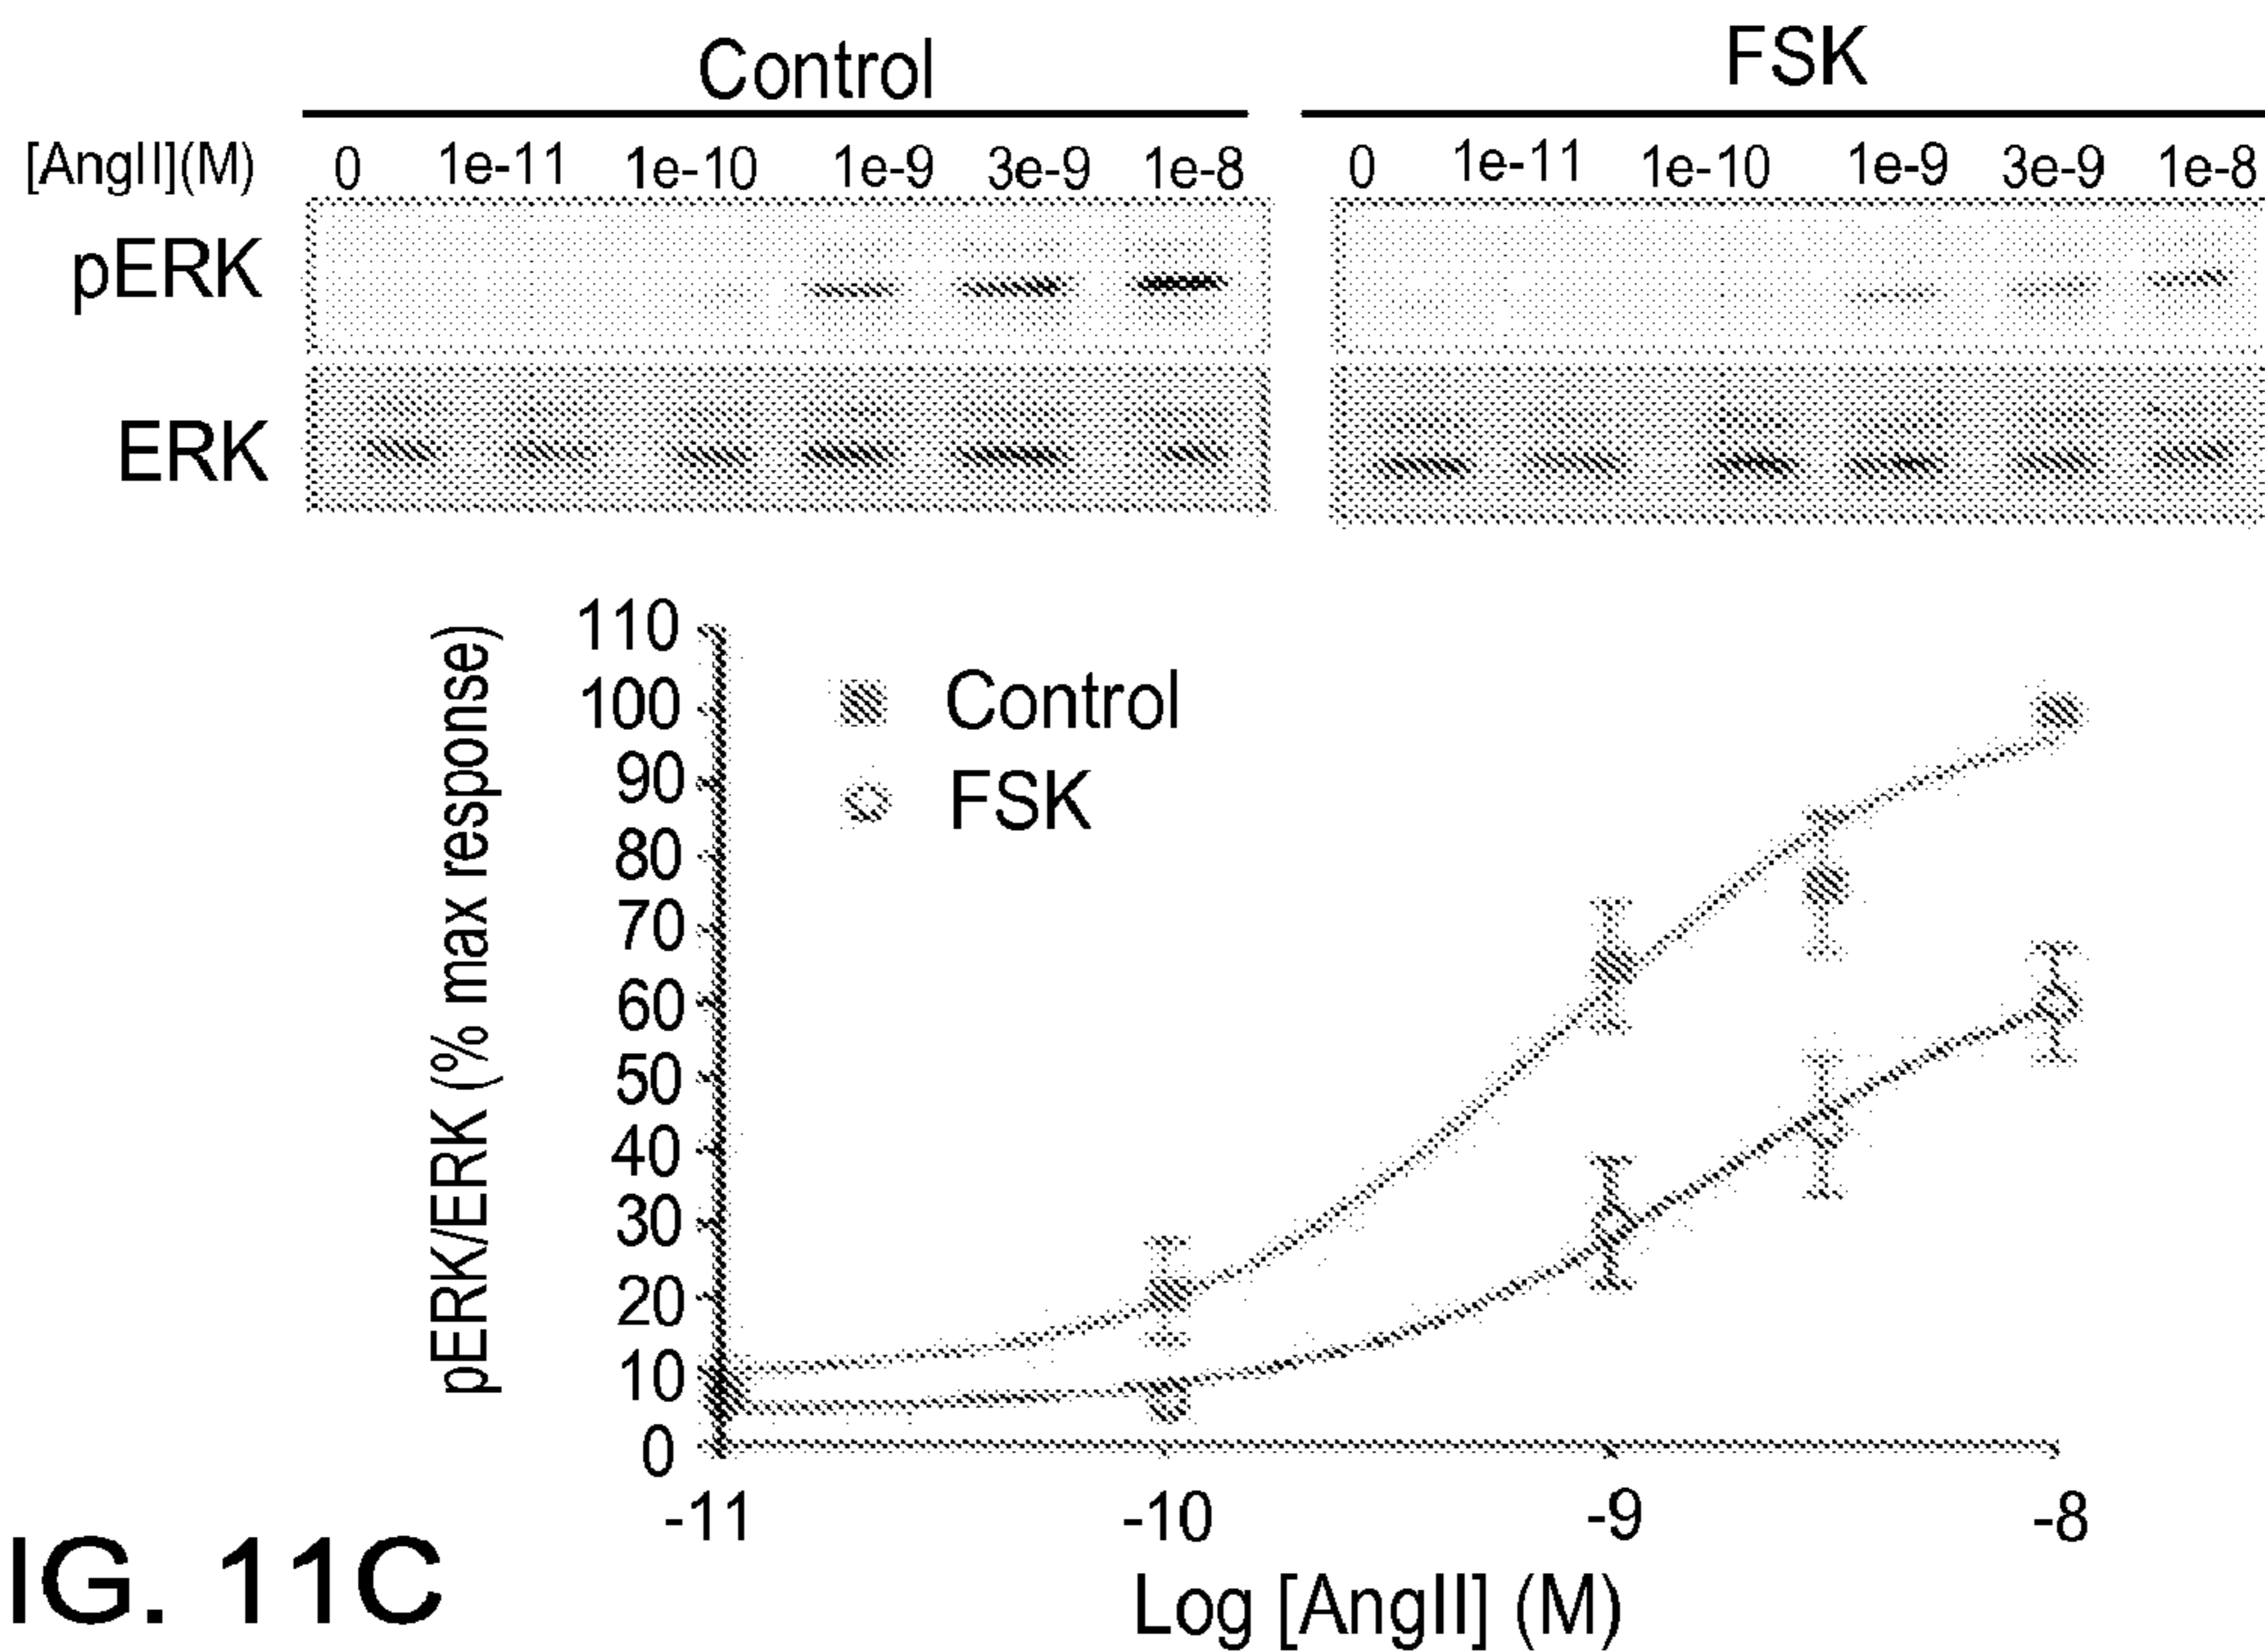 Control FSK
[AngII](M) 0 1e-11 1e-10 1e-9 3e-9 1e-8 0 1e-11 1e-10 1e-9 3e-9 1e-8
pERK
ERK
pERK/ERK (% max response)
110
100
90
80
70
60
50
40
30
20
10
0
Control
FSK
-11 -10 -9 -8
Log [AngII] (M)
IG. 11C